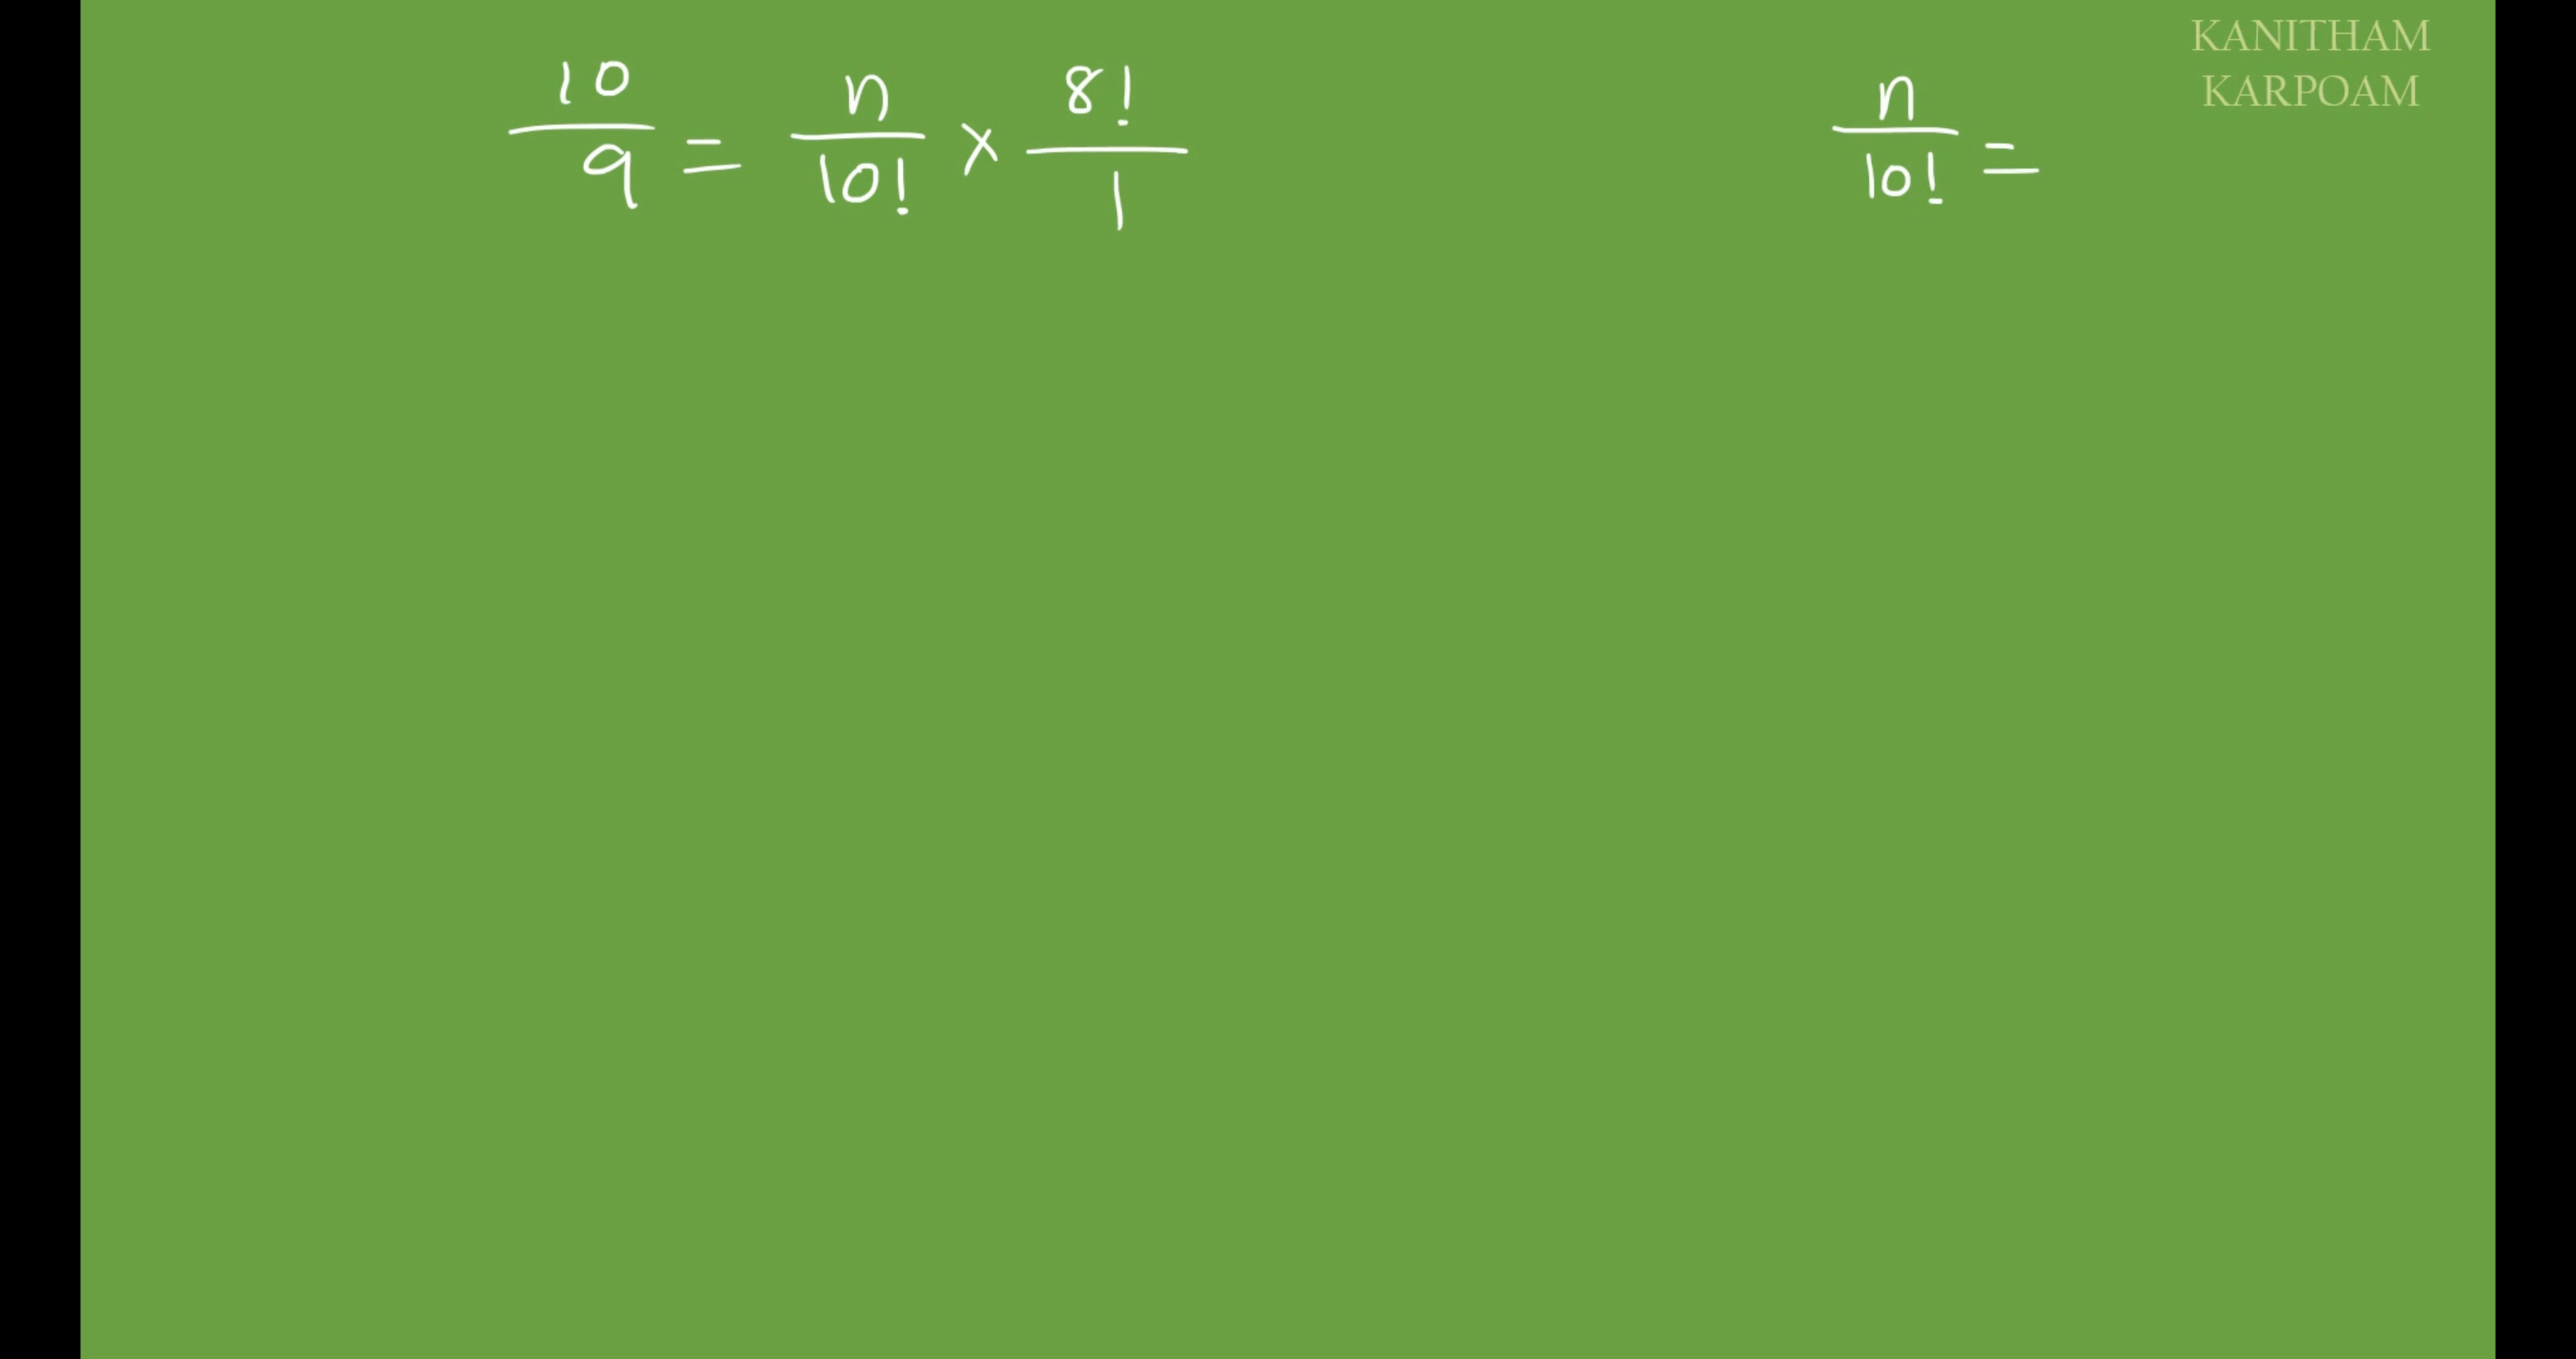 10/9 = n/10! × 8!/1
n/10! =
KANITHAM
KARPOAM